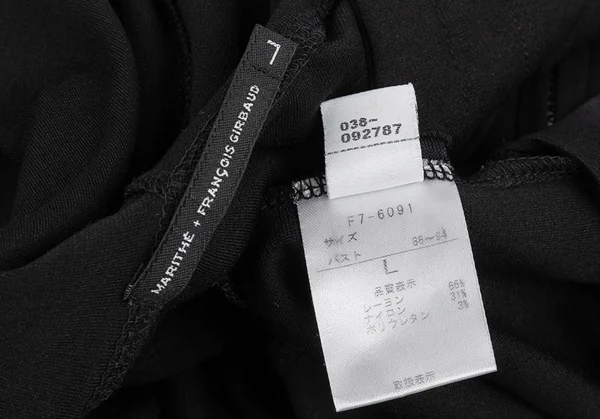 L
MARITHÉ + FRANÇOIS GIRBAUD
038-
092787
F7-6091
サイズ
バスト 86〜94
L
品質表示
レーヨン 66%
ナイロン 31%
ポリウレタン 3%
取扱表示